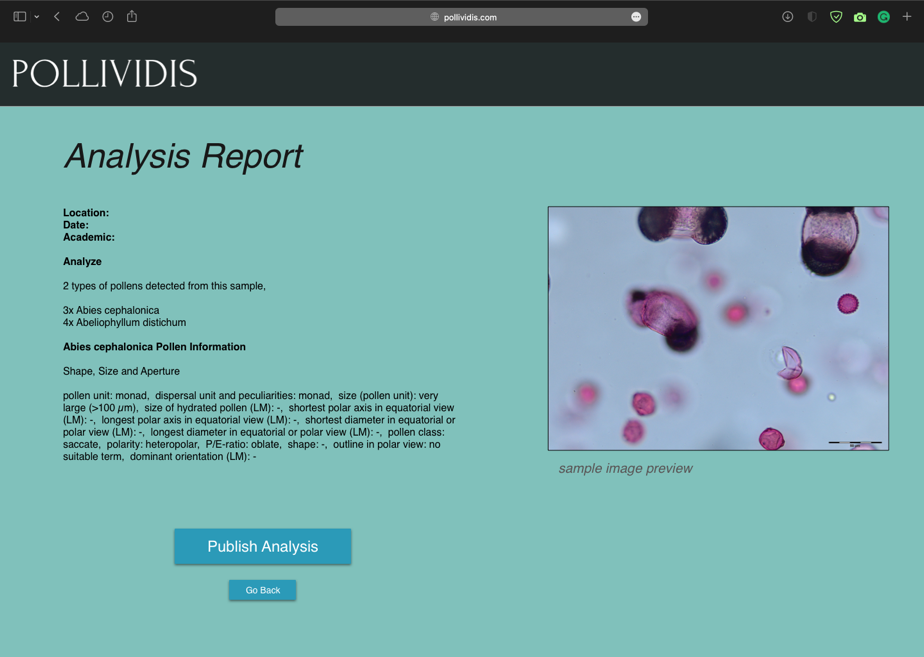 pollividis.com
POLLIVIDIS
Analysis Report
Location:
Date:
Academic:
Analyze
2 types of pollens detected from this sample,
3x Abies cephalonica
4x Abeliophyllum distichum
Abies cephalonica Pollen Information
Shape, Size and Aperture
pollen unit: monad,  dispersal unit and peculiarities: monad,  size (pollen unit): very
large (>100 µm),  size of hydrated pollen (LM): -,  shortest polar axis in equatorial view
(LM): -,  longest polar axis in equatorial view (LM): -,  shortest diameter in equatorial or
polar view (LM): -,  longest diameter in equatorial or polar view (LM): -,  pollen class:
saccate,  polarity: heteropolar,  P/E-ratio: oblate,  shape: -,  outline in polar view: no
suitable term,  dominant orientation (LM): -
sample image preview
Publish Analysis
Go Back